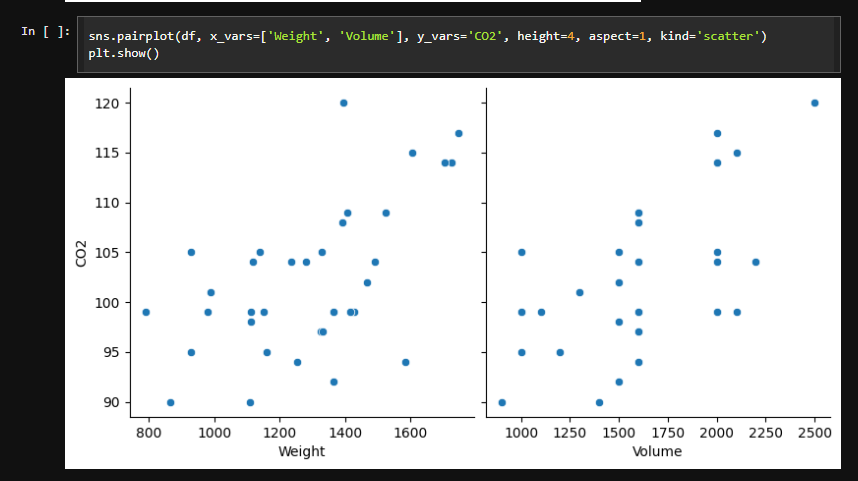 In [ ]: sns.pairplot(df, x_vars=['Weight', 'Volume'], y_vars='CO2', height=4, aspect=1, kind='scatter')
plt.show()
120
115
110
105
100
95
90
CO2
800 1000 1200 1400 1600
Weight
1000 1250 1500 1750 2000 2250 2500
Volume